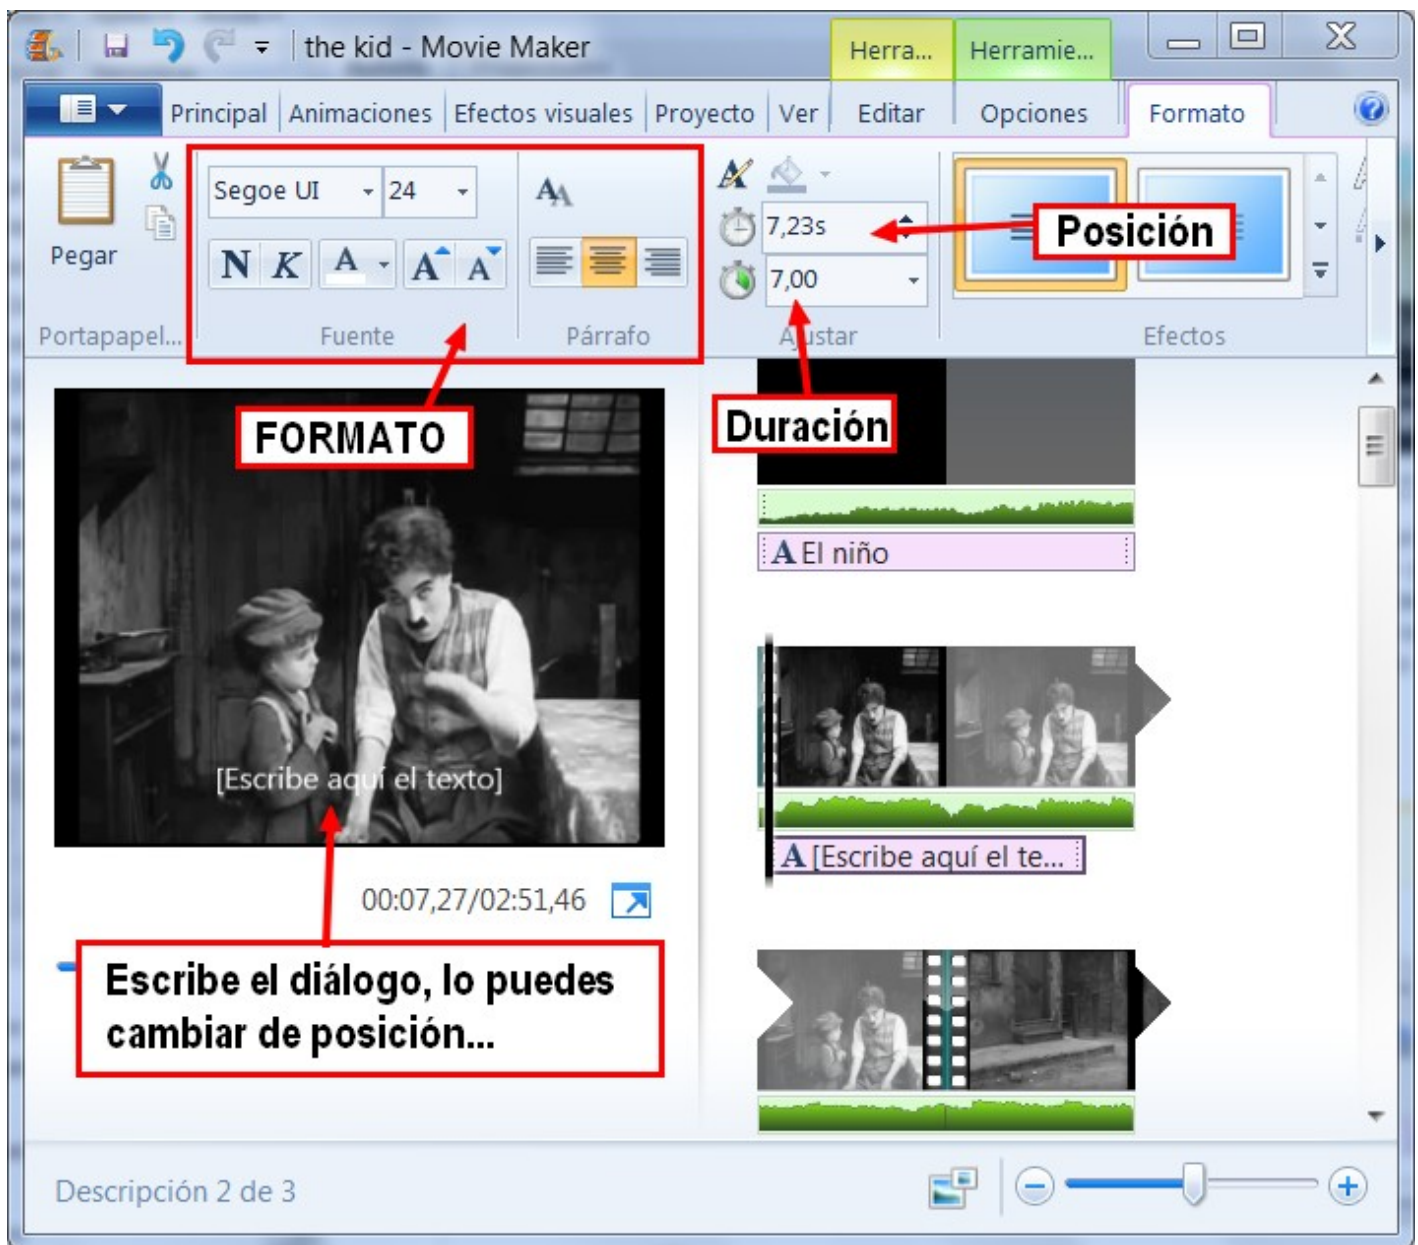 the kid - Movie Maker
Herra...
Herramie...
Principal
Animaciones
Efectos visuales
Proyecto
Ver
Editar
Opciones
Formato
Pegar
Portapapel...
Segoe UI
24
N K A A A
Fuente
AA
Párrafo
7,23s
7,00
Ajustar
Posición
Efectos
FORMATO
Duración
A El niño
[Escribe aquí el texto]
A [Escribe aquí el te...
00:07,27/02:51,46
Escribe el diálogo, lo puedes
cambiar de posición...
Descripción 2 de 3